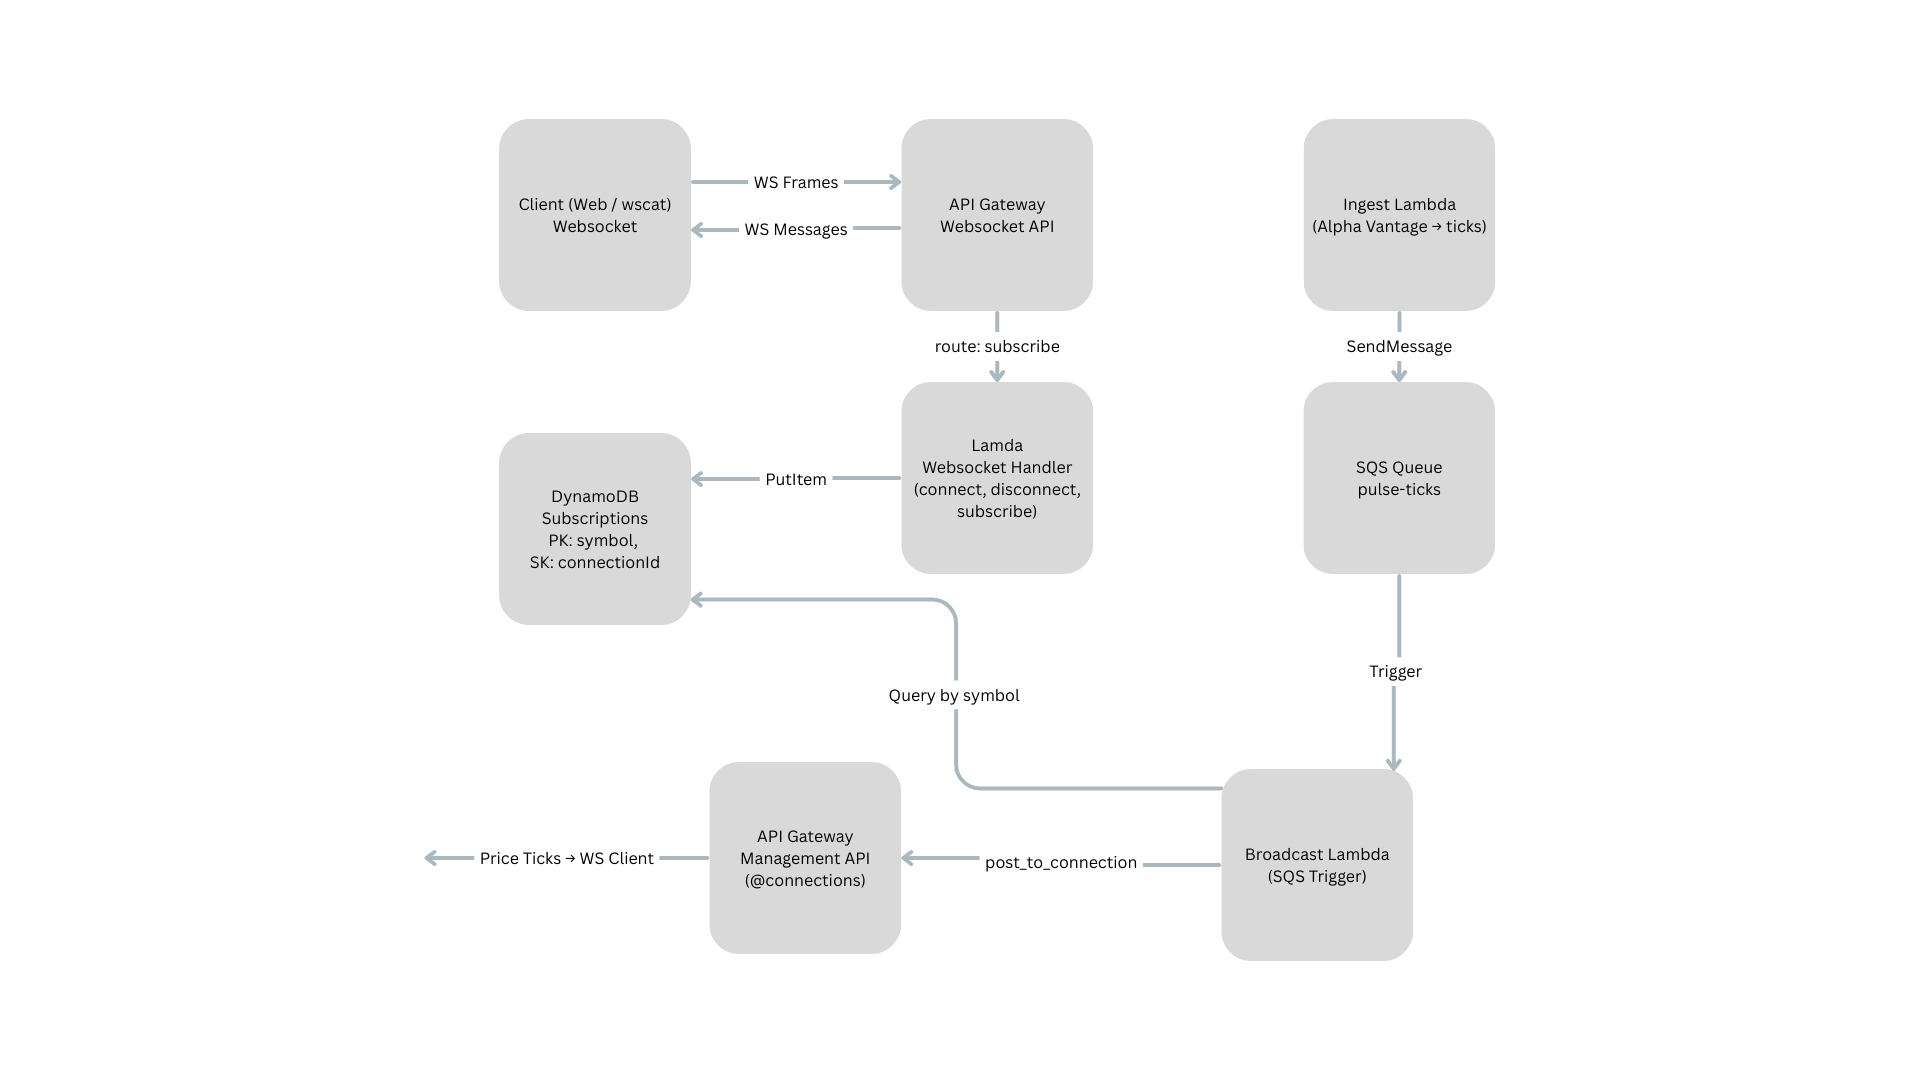 Client (Web / wscat)
Websocket
WS Frames
WS Messages
API Gateway
Websocket API
Ingest Lambda
(Alpha Vantage → ticks)
route: subscribe
SendMessage
DynamoDB
Subscriptions
PK: symbol,
SK: connectionId
PutItem
Lamda
Websocket Handler
(connect, disconnect,
subscribe)
SQS Queue
pulse-ticks
Query by symbol
Trigger
Price Ticks → WS Client
API Gateway
Management API
(@connections)
post_to_connection
Broadcast Lambda
(SQS Trigger)